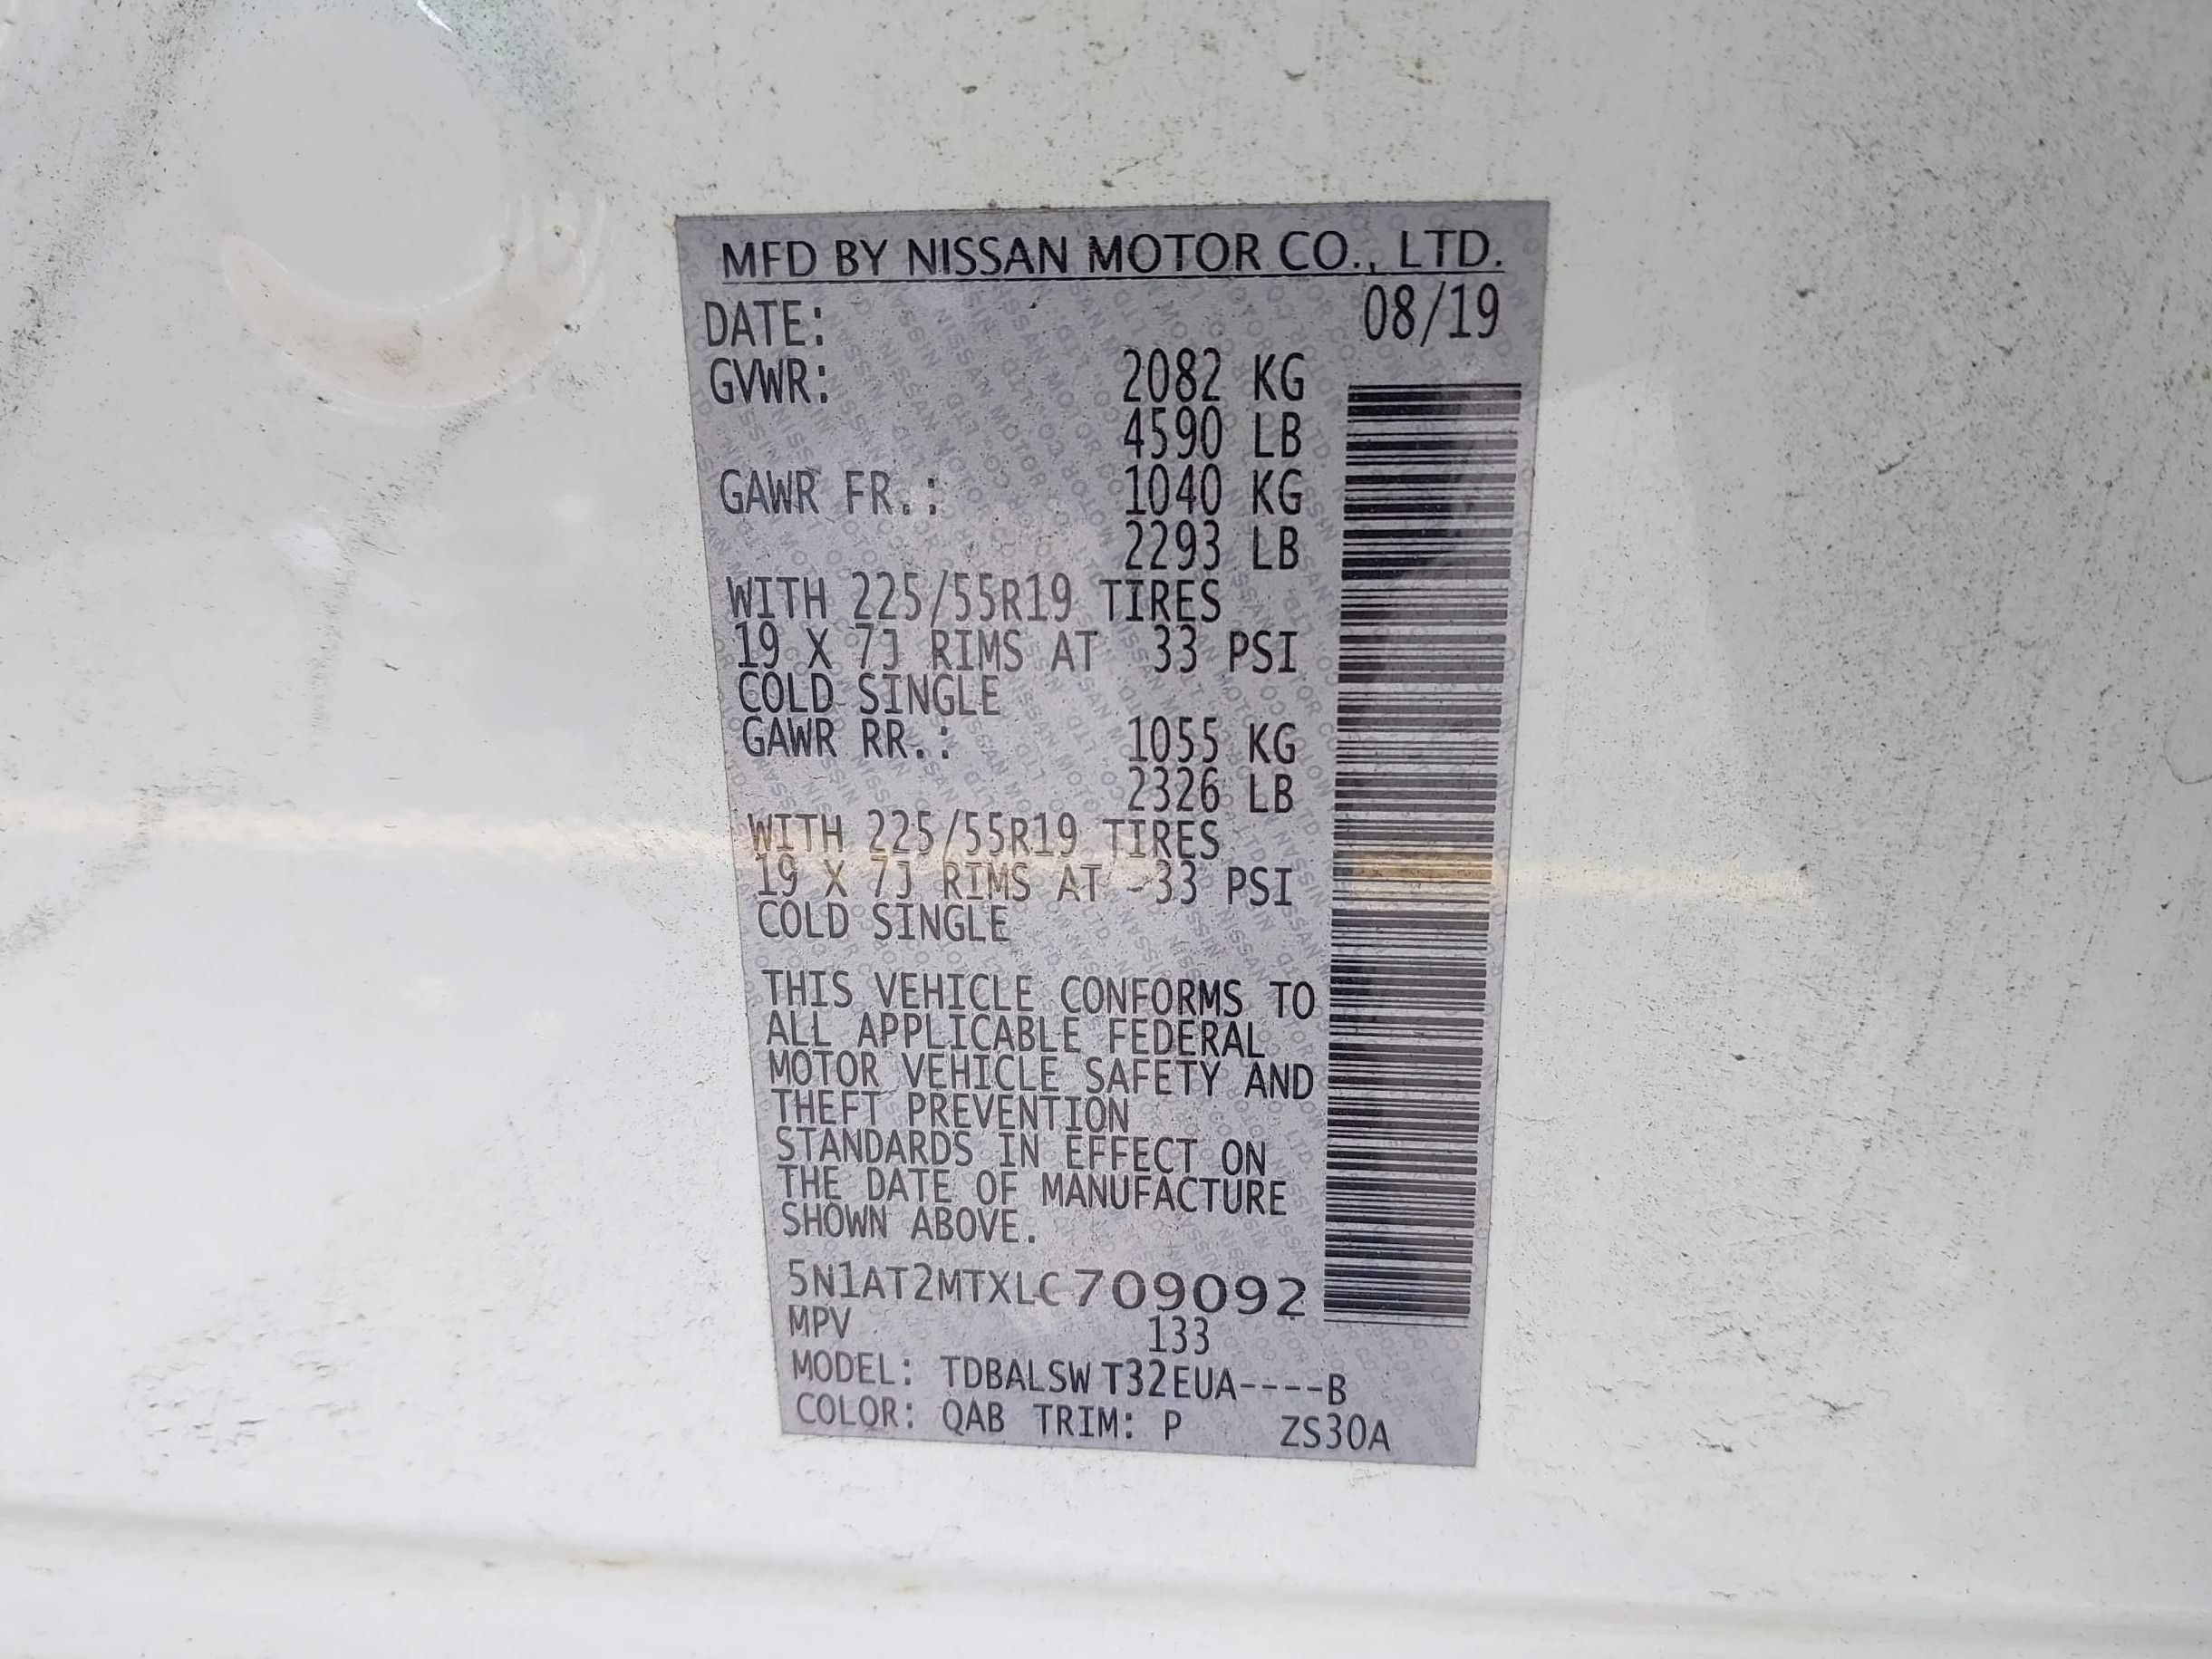 MFD BY NISSAN MOTOR CO., LTD.
DATE: 08/19
GVWR: 2082 KG
4590 LB
GAWR FR.: 1040 KG
2293 LB
WITH 225/55R19 TIRES
19 X 7J RIMS AT 33 PSI
COLD SINGLE
GAWR RR.: 1055 KG
2326 LB
WITH 225/55R19 TIRES
19 X 7J RIMS AT 33 PSI
COLD SINGLE
THIS VEHICLE CONFORMS TO
ALL APPLICABLE FEDERAL
MOTOR VEHICLE SAFETY AND
THEFT PREVENTION
STANDARDS IN EFFECT ON
THE DATE OF MANUFACTURE
SHOWN ABOVE.
5N1AT2MTXLC709092
MPV 133
MODEL: TDBALSW T32EUA----B
COLOR: QAB TRIM: P ZS30A